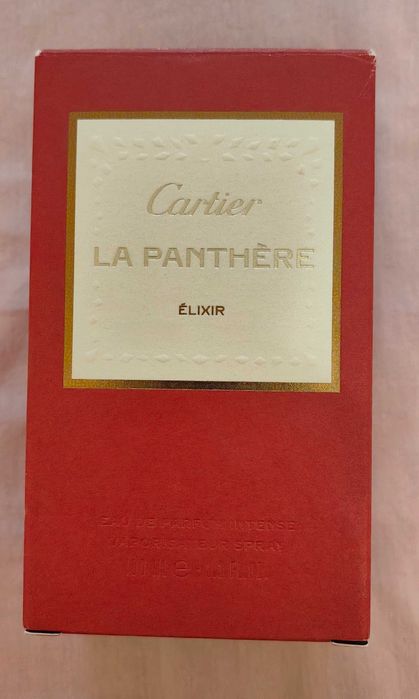 Cartier
LA PANTHÈRE
ÉLIXIR
EAU DE PARFUM INTENSE
VAPORISATEUR SPRAY